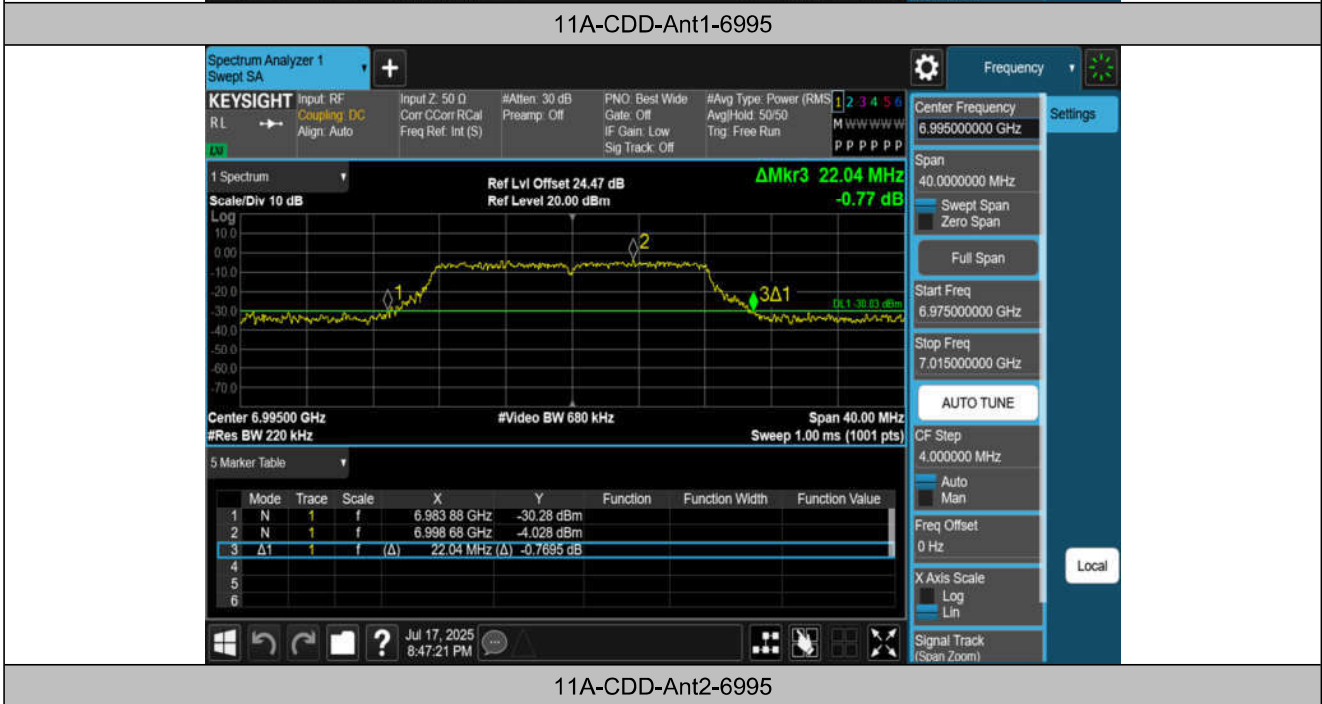 11A-CDD-Ant1-6995
Spectrum Analyzer 1
Swept SA
+
Frequency
KEYSIGHT
RL
LV
Input: RF
Coupling: DC
Align: Auto
Input Z: 50 Ω
Corr CCorr RCal
Freq Ref: Int (S)
#Atten: 30 dB
Preamp: Off
PNO: Best Wide
Gate: Off
IF Gain: Low
Sig Track: Off
#Avg Type: Power (RMS
Avg|Hold: 50/50
Trig: Free Run
1 2 3 4 5 6
M W W W W W
P P P P P P
1 Spectrum
Scale/Div 10 dB
Ref Lvl Offset 24.47 dB
Ref Level 20.00 dBm
ΔMkr3 22.04 MHz
-0.77 dB
Log
10.0
0.00
-10.0
-20.0
-30.0
-40.0
-50.0
-60.0
-70.0
1
2
3Δ1
DL1 -30.03 dBm
Center 6.99500 GHz
#Video BW 680 kHz
Span 40.00 MHz
#Res BW 220 kHz
Sweep 1.00 ms (1001 pts)
5 Marker Table
Mode Trace Scale X Y Function Function Width Function Value
1 N 1 f 6.983 88 GHz -30.28 dBm
2 N 1 f 6.998 68 GHz -4.028 dBm
3 Δ1 1 f (Δ) 22.04 MHz (Δ) -0.7695 dB
4
5
6
Jul 17, 2025
8:47:21 PM
?
Center Frequency
6.995000000 GHz
Settings
Span
40.0000000 MHz
Swept Span
Zero Span
Full Span
Start Freq
6.975000000 GHz
Stop Freq
7.015000000 GHz
AUTO TUNE
CF Step
4.000000 MHz
Auto
Man
Freq Offset
0 Hz
X Axis Scale
Log
Lin
Local
Signal Track
(Span Zoom)
11A-CDD-Ant2-6995